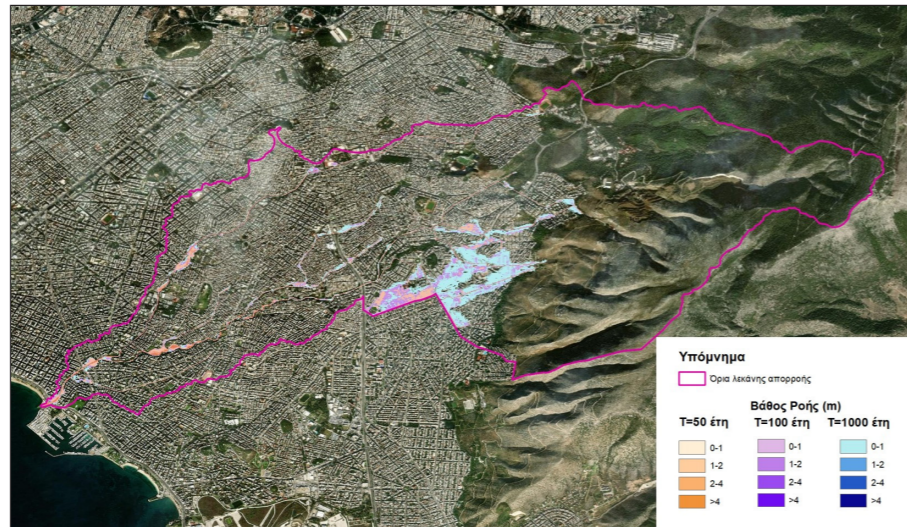 Υπόμνημα
Όρια λεκάνης απορροής
Βάθος Ροής (m)
T=50 έτη T=100 έτη T=1000 έτη
0-1 0-1 0-1
1-2 1-2 1-2
2-4 2-4 2-4
>4 >4 >4